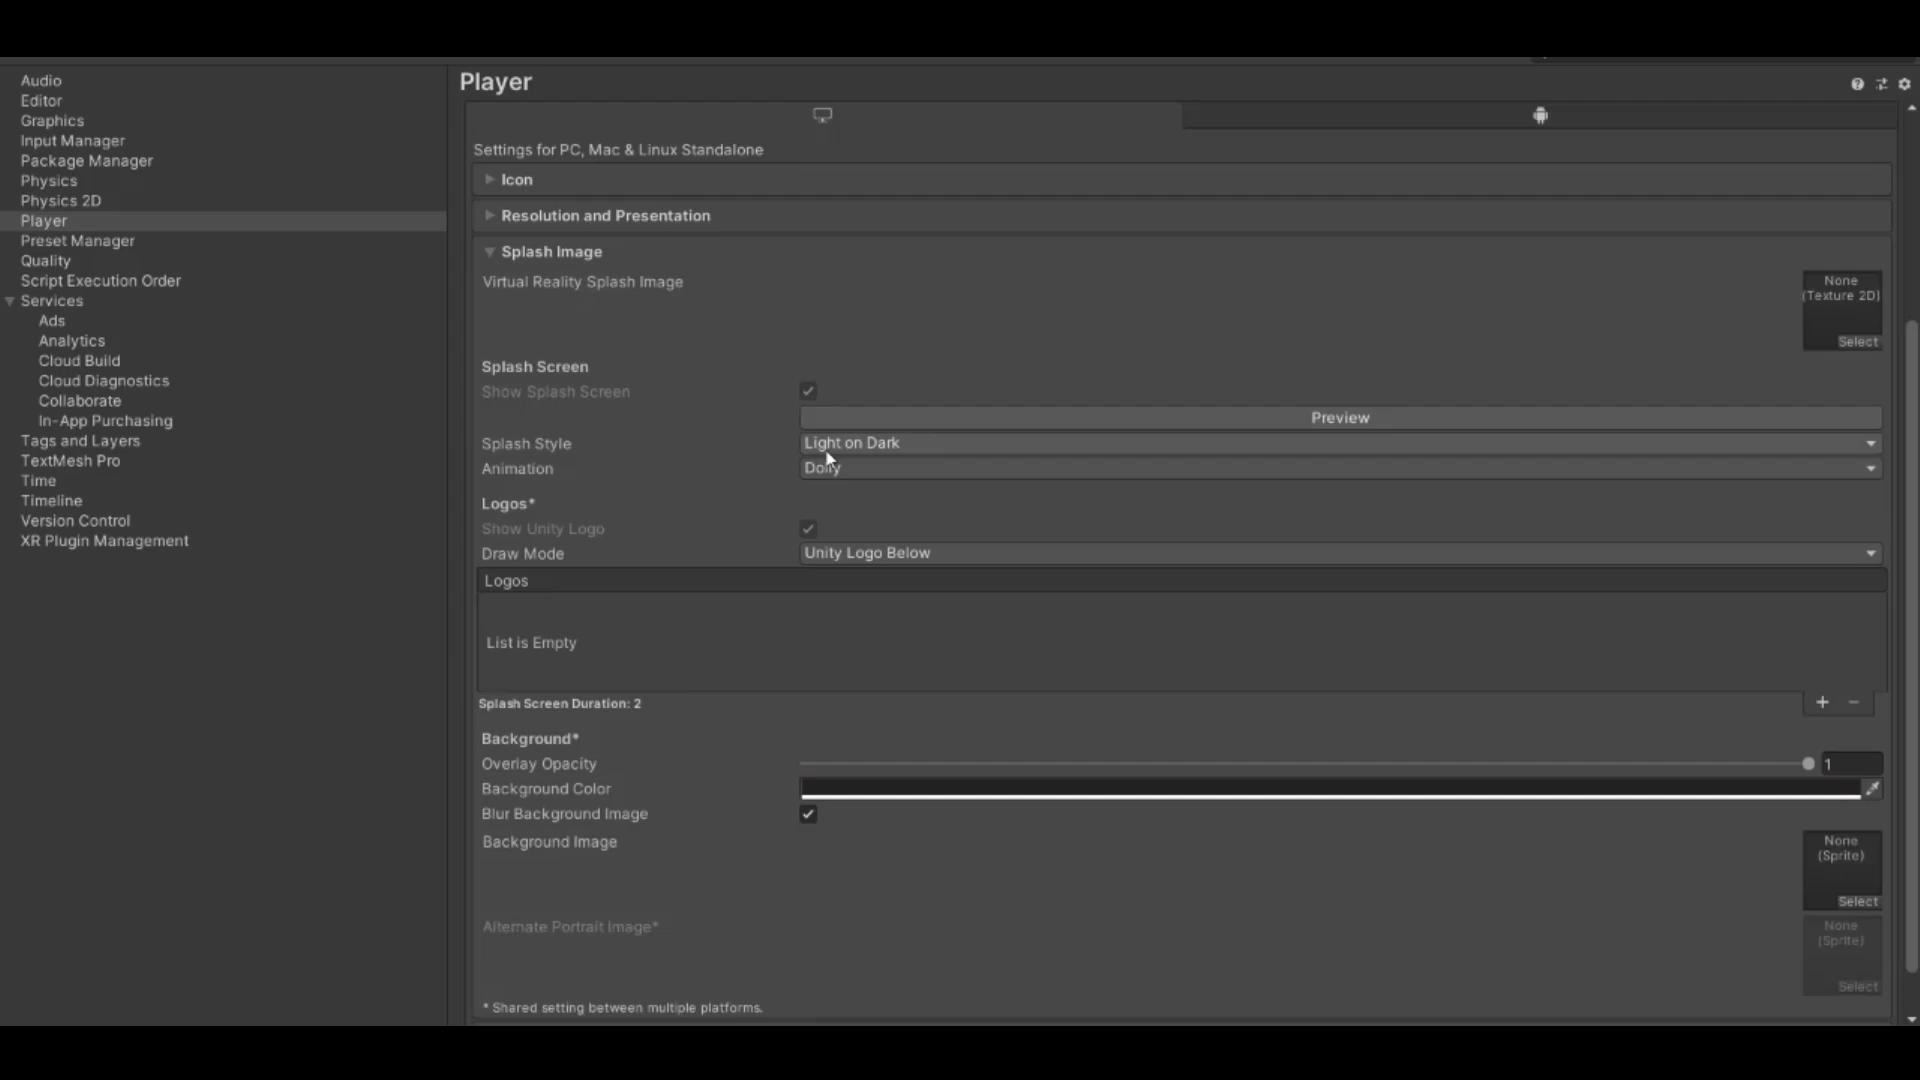 Audio
Editor
Graphics
Input Manager
Package Manager
Physics
Physics 2D
Player
Preset Manager
Quality
Script Execution Order
Services
Ads
Analytics
Cloud Build
Cloud Diagnostics
Collaborate
In-App Purchasing
Tags and Layers
TextMesh Pro
Time
Timeline
Version Control
XR Plugin Management
Player
Settings for PC, Mac & Linux Standalone
Icon
Resolution and Presentation
Splash Image
Virtual Reality Splash Image
None
(Texture 2D)
Select
Splash Screen
Show Splash Screen
Preview
Splash Style
Light on Dark
Animation
Dolly
Logos*
Show Unity Logo
Draw Mode
Unity Logo Below
Logos
List is Empty
Splash Screen Duration: 2
+ −
Background*
Overlay Opacity
1
Background Color
Blur Background Image
Background Image
None
(Sprite)
Select
Alternate Portrait Image*
None
(Sprite)
Select
* Shared setting between multiple platforms.